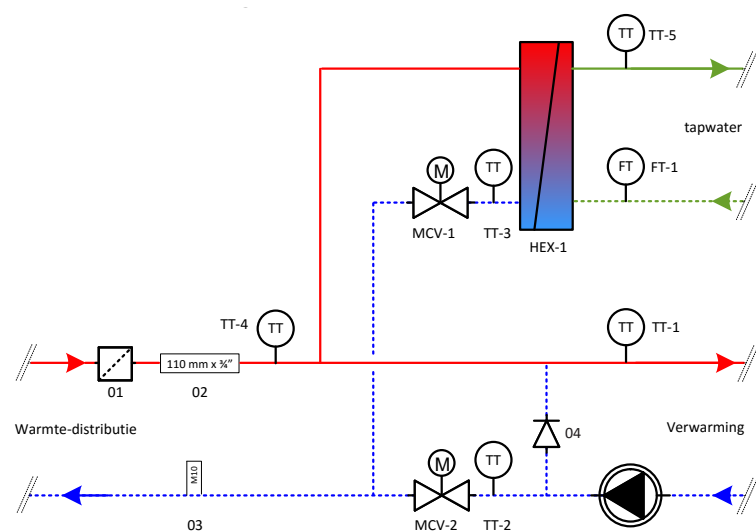 TT
TT-5
tapwater
M
TT
FT
FT-1
MCV-1
TT-3
HEX-1
TT-4
TT
TT
TT-1
110 mm x ¾”
01
02
Warmte-distributie
04
Verwarming
M10
M
TT
03
MCV-2
TT-2